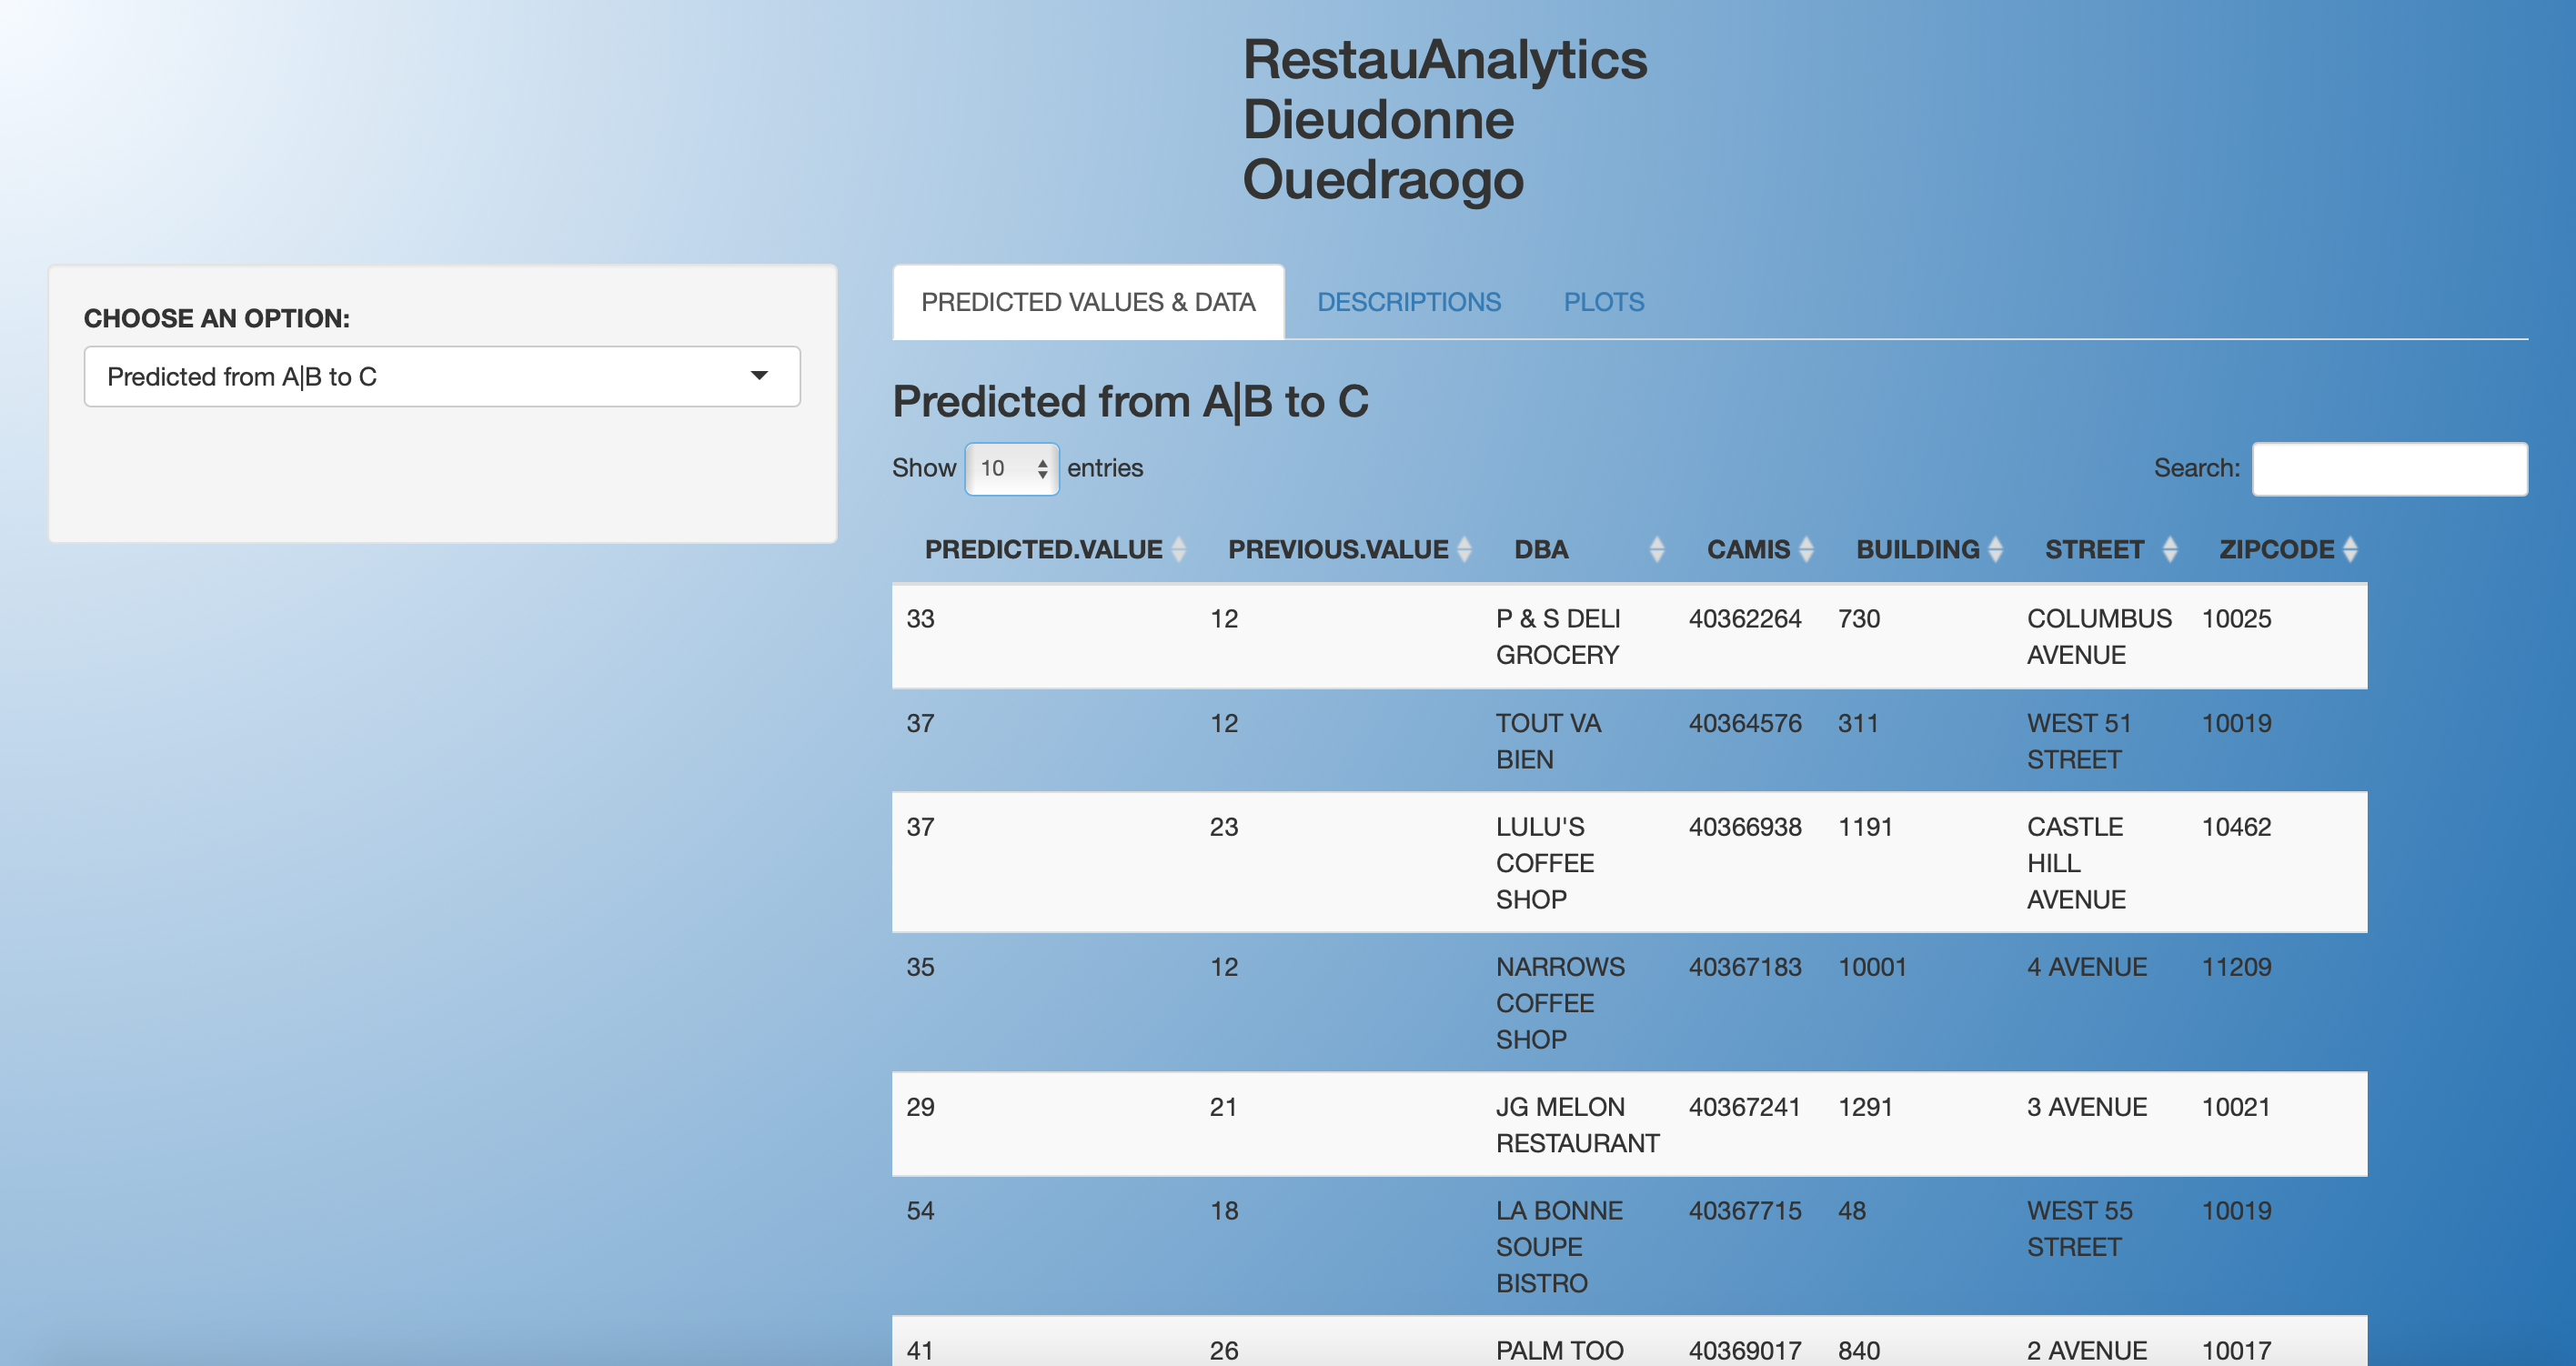 RestauAnalytics
Dieudonne
Ouedraogo
CHOOSE AN OPTION:
Predicted from A|B to C
PREDICTED VALUES & DATA DESCRIPTIONS PLOTS
Predicted from A|B to C
Show 10 entries Search:
PREDICTED.VALUE PREVIOUS.VALUE DBA CAMIS BUILDING STREET ZIPCODE
33 12 P & S DELI 40362264 730 COLUMBUS 10025
GROCERY AVENUE
37 12 TOUT VA 40364576 311 WEST 51 10019
BIEN STREET
37 23 LULU'S 40366938 1191 CASTLE 10462
COFFEE HILL
SHOP AVENUE
35 12 NARROWS 40367183 10001 4 AVENUE 11209
COFFEE
SHOP
29 21 JG MELON 40367241 1291 3 AVENUE 10021
RESTAURANT
54 18 LA BONNE 40367715 48 WEST 55 10019
SOUPE STREET
BISTRO
41 26 PALM TOO 40369017 840 2 AVENUE 10017